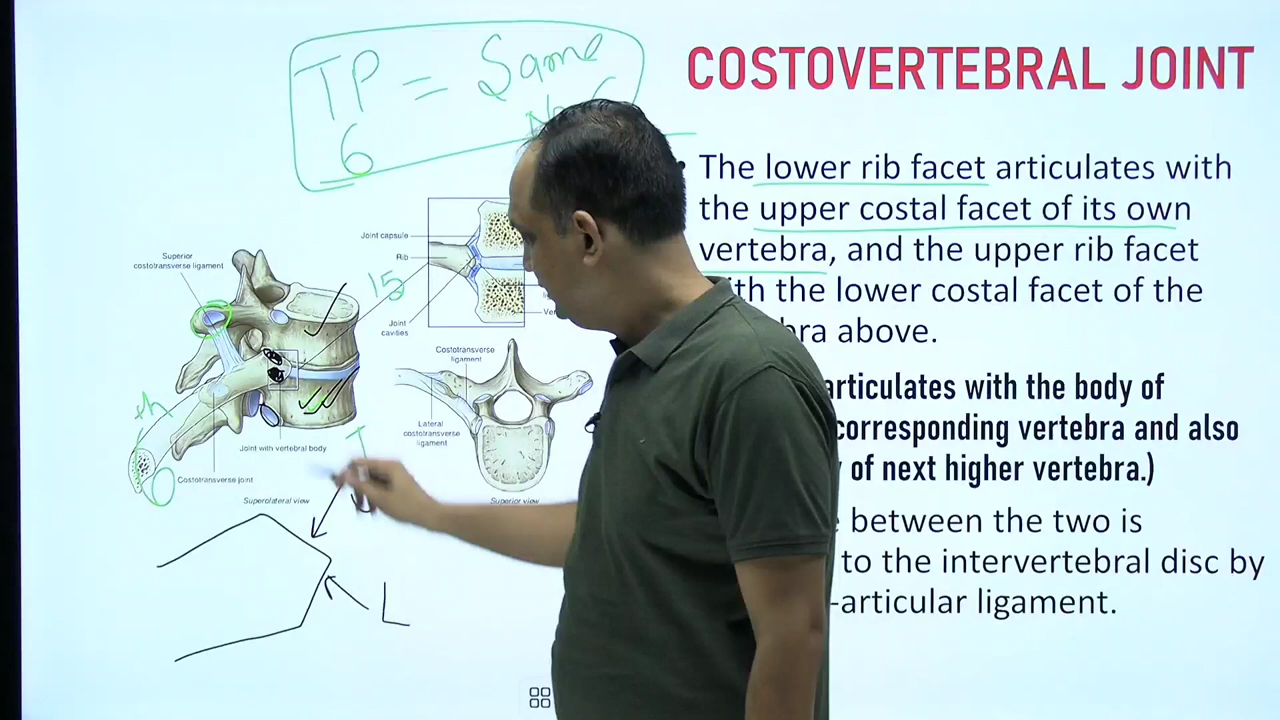 COSTOVERTEBRAL JOINT
TP = Same
6
The lower rib facet articulates with
the upper costal facet of its own
vertebra, and the upper rib facet
the lower costal facet of the
above.
articulates with the body of
corresponding vertebra and also
of next higher vertebra.)
between the two is
to the intervertebral disc by
-articular ligament.
Superior
costotransverse ligament
Joint capsule
Rib
Joint
cavities
15
th
6
Joint with vertebral body
Costotransverse joint
Superolateral view
Costotransverse
ligament
Lateral
costotransverse
ligament
Superior view
L